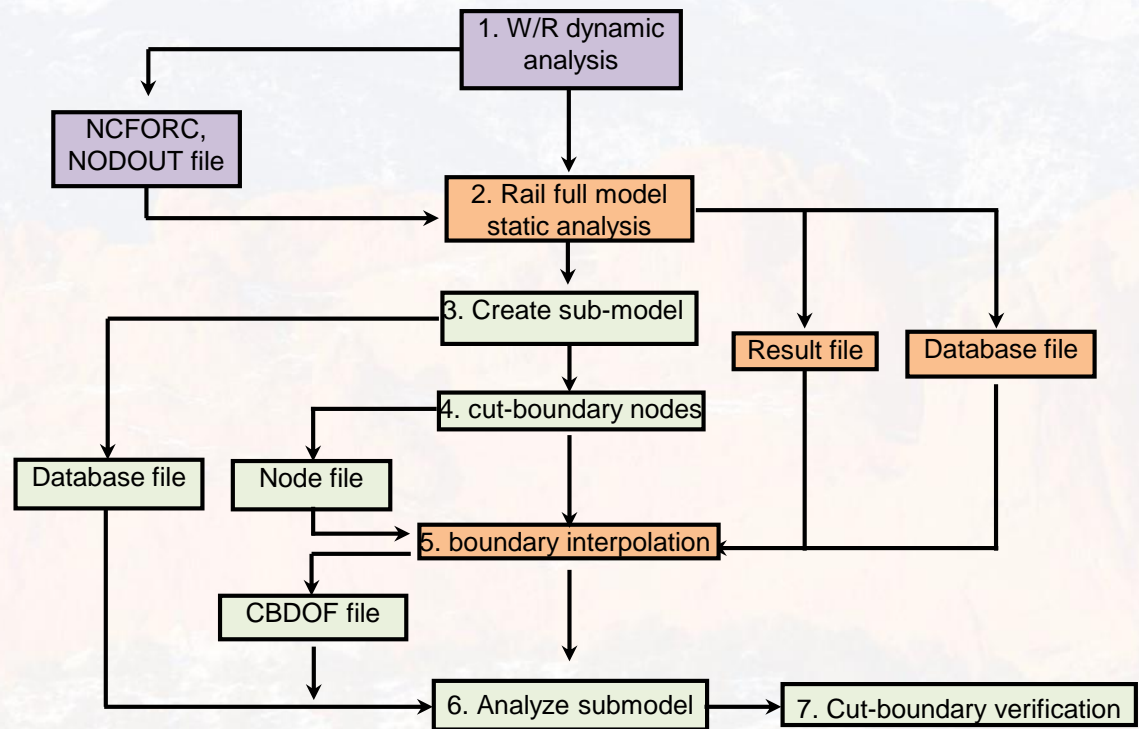 1. W/R dynamic
analysis
NCFORC,
NODOUT file
2. Rail full model
static analysis
3. Create sub-model
Result file
Database file
4. cut-boundary nodes
Database file
Node file
5. boundary interpolation
CBDOF file
6. Analyze submodel
7. Cut-boundary verification